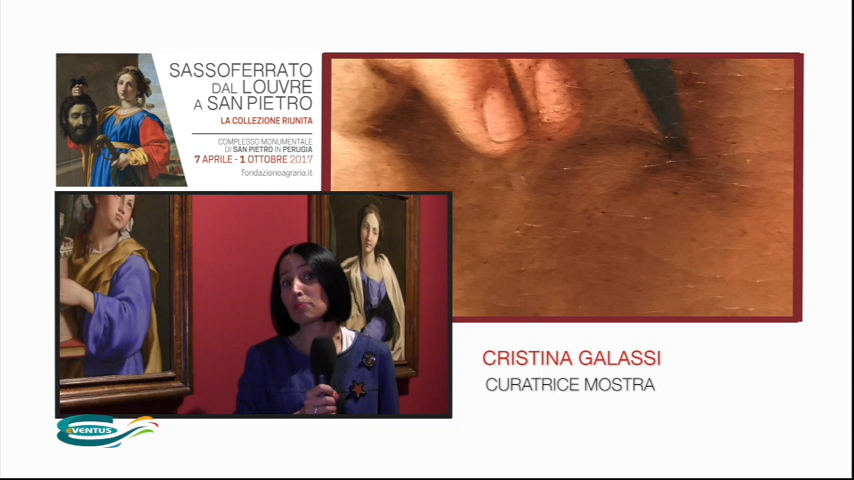 SASSOFERRATO
DAL LOUVRE
A SAN PIETRO
LA COLLEZIONE RIUNITA
COMPLESSO MONUMENTALE
DI SAN PIETRO IN PERUGIA
7 APRILE - 1 OTTOBRE 2017
fondazioneagraria.it
CRISTINA GALASSI
CURATRICE MOSTRA
eVENTUS